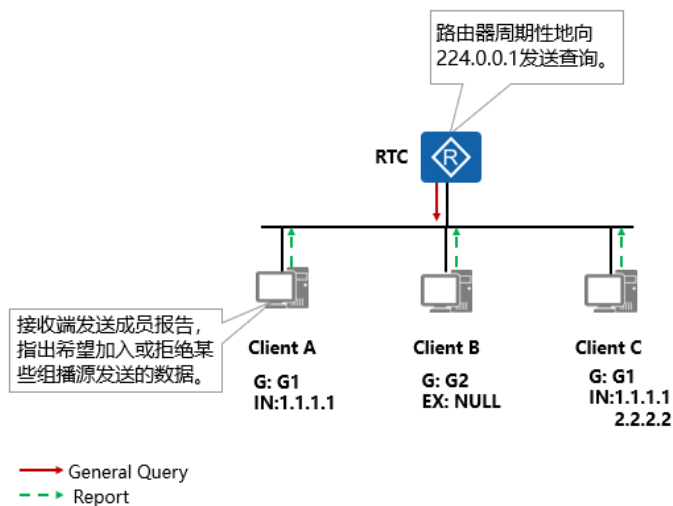 路由器周期性地向
224.0.0.1发送查询。
RTC
R
接收端发送成员报告，
指出希望加入或拒绝某
些组播源发送的数据。
Client A
G: G1
IN:1.1.1.1
Client B
G: G2
EX: NULL
Client C
G: G1
IN:1.1.1.1
2.2.2.2
General Query
Report